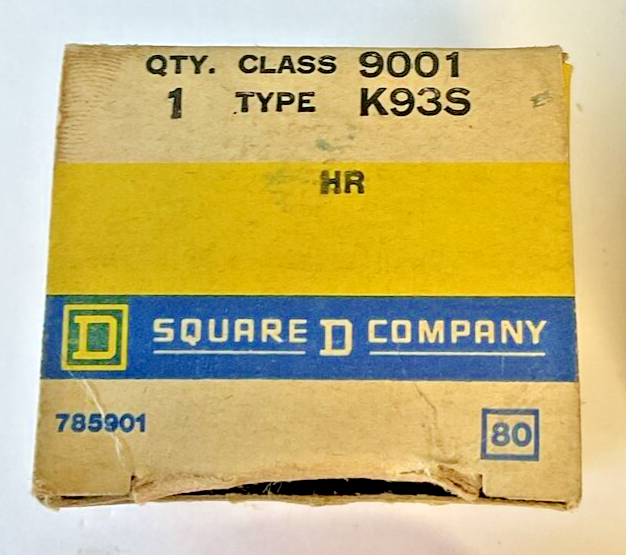 QTY. CLASS 9001
1 TYPE K93S
HR
D SQUARE D COMPANY
785901 80